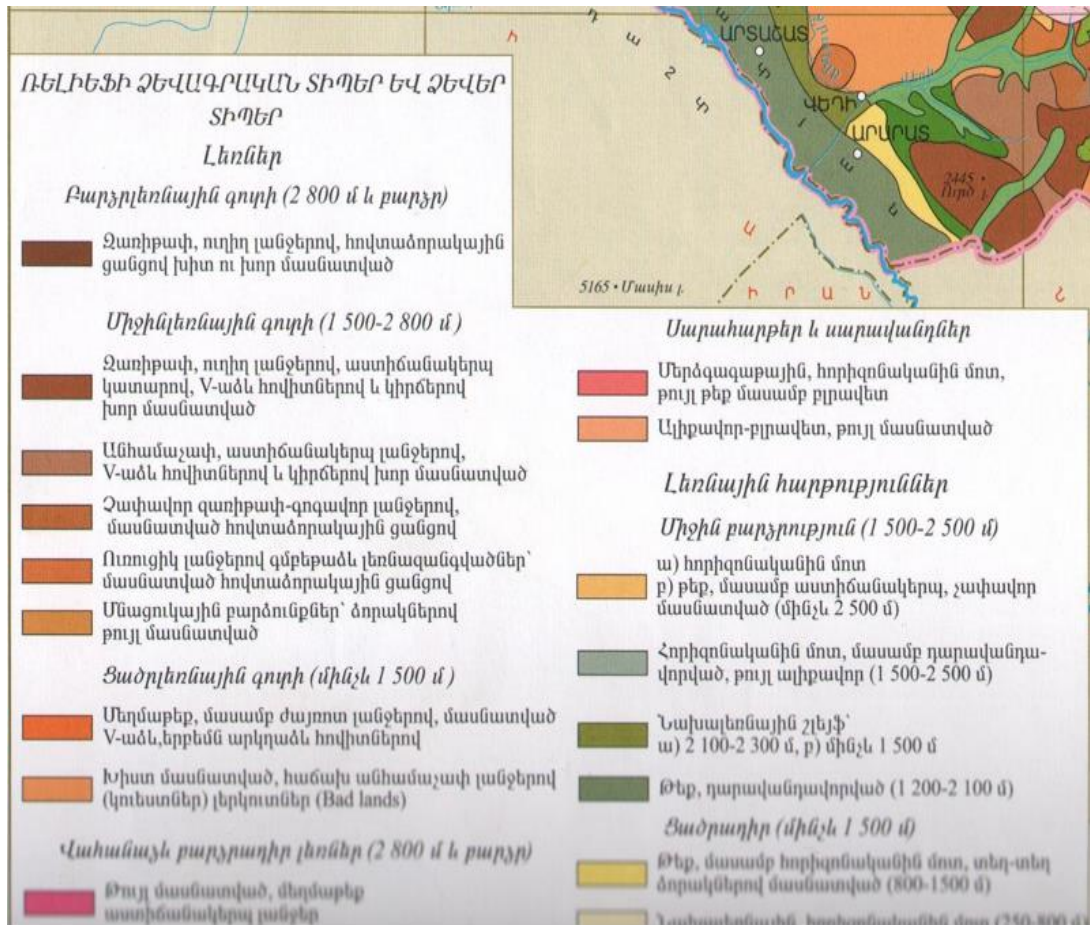 ԱՐՏԱՇԱՏ
ՎԵԴԻ
ԱՐԱՐԱՏ
2445 •
Ուրծ լ.
5165 • Մասիս լ.
Ի Ր Ա Ն
ՌԵԼԻԵՖԻ ՁԵՎԱԳՐԱԿԱՆ ՏԻՊԵՐ ԵՎ ՁԵՎԵՐ
ՏԻՊԵՐ
Լեռներ
Բարձրլեռնային գոտի (2 800 մ և բարձր)
Զառիթափ, ուղիղ լանջերով, հովտաձորակային
ցանցով խիտ ու խոր մասնատված
Միջինլեռնային գոտի (1 500-2 800 մ)
Զառիթափ, ուղիղ լանջերով, աստիճանակերպ
կատարով, V-աձև հովիտներով և կիրճերով
խոր մասնատված
Անհամաչափ, աստիճանակերպ լանջերով,
V-աձև հովիտներով և կիրճերով խոր մասնատված
Չափավոր զառիթափ-գոգավոր լանջերով,
մասնատված հովտաձորակային ցանցով
Ուռուցիկ լանջերով գմբեթաձև լեռնազանգվածներ՝
մասնատված հովտաձորակային ցանցով
Մնացուկային բարձունքներ՝ ձորակներով
թույլ մասնատված
Ցածրլեռնային գոտի (մինչև 1 500 մ)
Մեղմաթեք, մասամբ ժայռոտ լանջերով, մասնատված
V-աձև,երբեմն արկղաձև հովիտներով
Խիստ մասնատված, հաճախ անհամաչափ լանջերով
(կուեստներ) լերկուտներ (Bad lands)
Վահանաձև բարձրադիր լեռներ (2 800 մ և բարձր)
Թույլ մասնատված, մեղմաթեք
աստիճանակերպ լանջեր
Սարահարթեր և սարավանդներ
Մերձգագաթային, հորիզոնականին մոտ,
թույլ թեք մասամբ բլրավետ
Ալիքավոր-բլրավետ, թույլ մասնատված
Լեռնային հարթություններ
Միջին բարձրություն (1 500-2 500 մ)
ա) հորիզոնականին մոտ
բ) թեք, մասամբ աստիճանակերպ, չափավոր
մասնատված (մինչև 2 500 մ)
Հորիզոնականին մոտ, մասամբ դարավանդա-
վորված, թույլ ալիքավոր (1 500-2 500 մ)
Նախալեռնային շլեյֆ՝
ա) 2 100-2 300 մ, բ) մինչև 1 500 մ
Թեք, դարավանդավորված (1 200-2 100 մ)
Ցածրադիր (մինչև 1 500 մ)
Թեք, մասամբ հորիզոնականին մոտ, տեղ-տեղ
ձորակներով մասնատված (800-1500 մ)
Նախալեռնային, հորիզոնականին մոտ (250-800 մ)